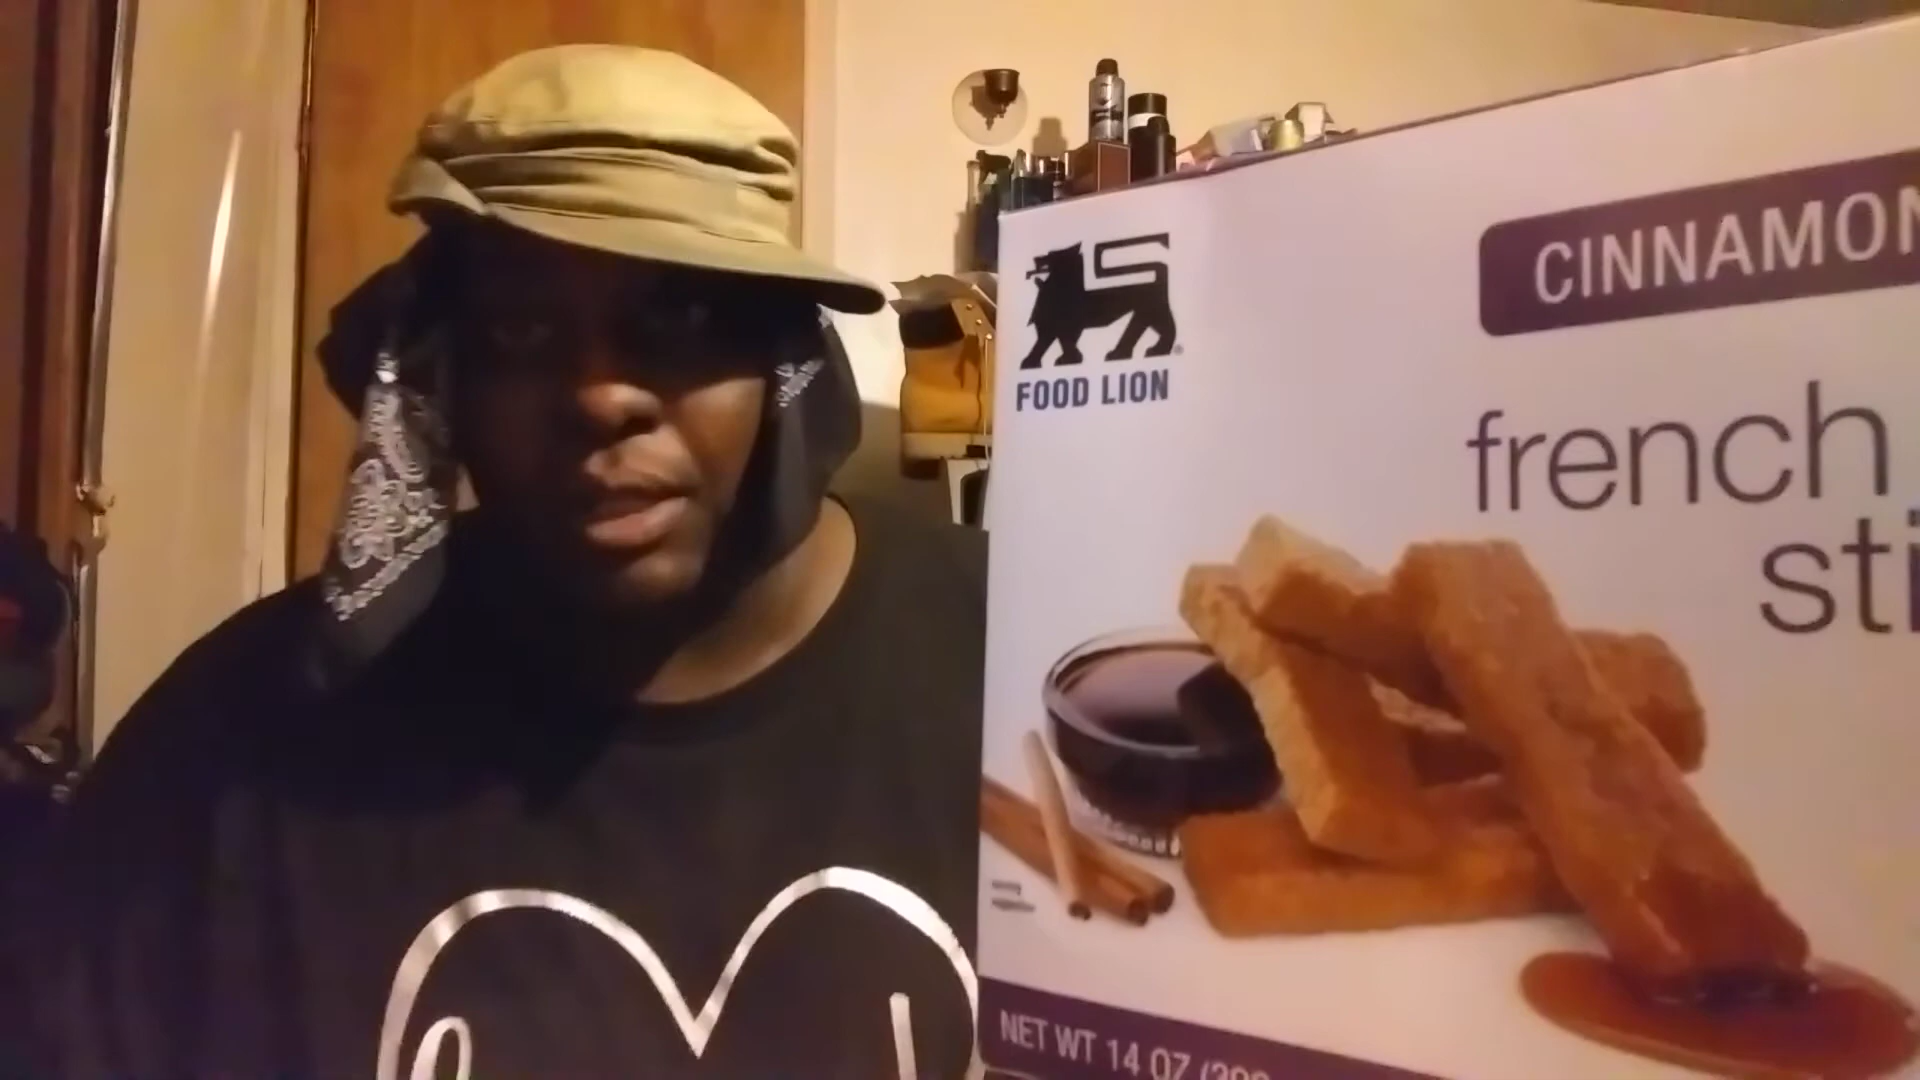 CINNAMON
FOOD LION
french
sti
NET WT 14 OZ